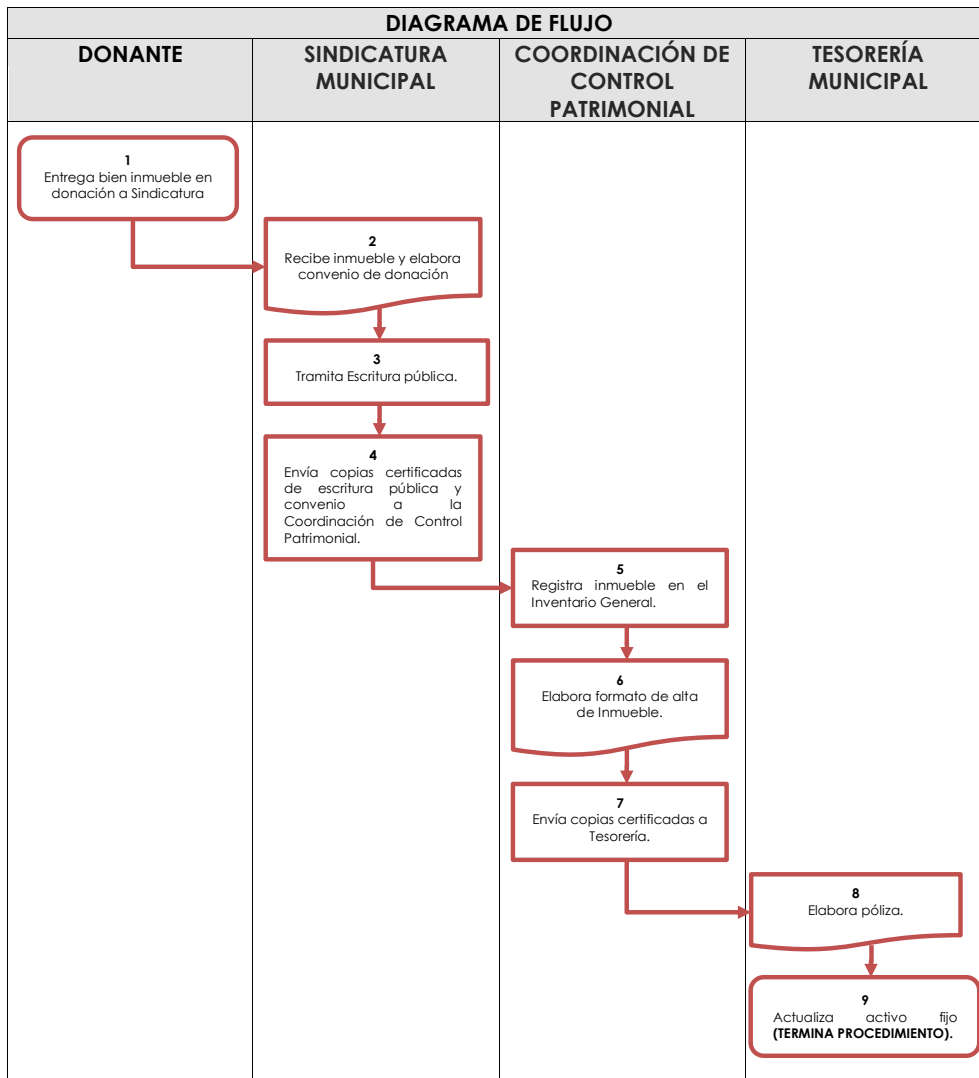 DIAGRAMA DE FLUJO
DONANTE
SINDICATURA
MUNICIPAL
COORDINACIÓN DE
CONTROL
PATRIMONIAL
TESORERÍA
MUNICIPAL
1
Entrega bien inmueble en
donación a Sindicatura
2
Recibe inmueble y elabora
convenio de donación
3
Tramita Escritura pública.
4
Envía copias certificadas
de escritura pública y
convenio a la
Coordinación de Control
Patrimonial.
5
Registra inmueble en el
Inventario General.
6
Elabora formato de alta
de Inmueble.
7
Envía copias certificadas a
Tesorería.
8
Elabora póliza.
9
Actualiza activo fijo
(TERMINA PROCEDIMIENTO).